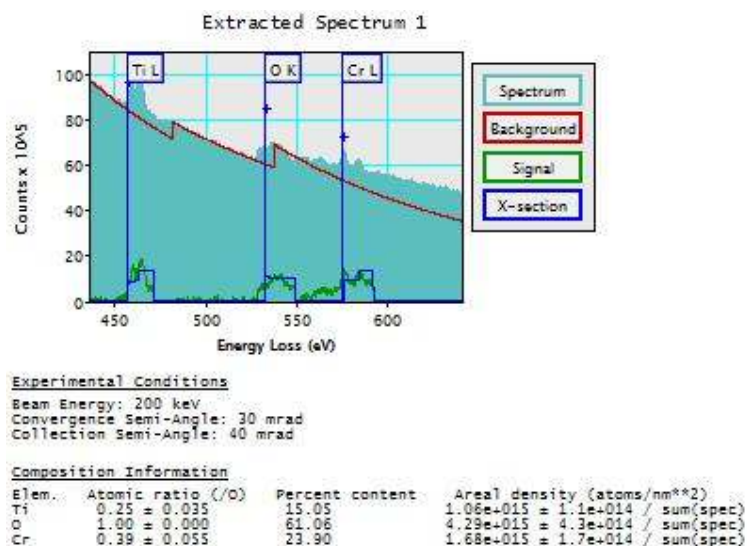 Extracted Spectrum 1
Ti L
O K
Cr L
100
80
60
40
20
0
Counts x 10^5
450
500
550
600
Energy Loss (eV)
Spectrum
Background
Signal
X-section
Experimental Conditions
Beam Energy: 200 keV
Convergence Semi-Angle: 30 mrad
Collection Semi-Angle: 40 mrad
Composition Information
Elem. Atomic ratio (/O) Percent content Areal density (atoms/nm**2)
Ti 0.25 ± 0.035 15.05 1.06e+015 ± 1.1e+014 / sum(spec)
O 1.00 ± 0.000 61.06 4.29e+015 ± 4.3e+014 / sum(spec)
Cr 0.39 ± 0.055 23.90 1.68e+015 ± 1.7e+014 / sum(spec)